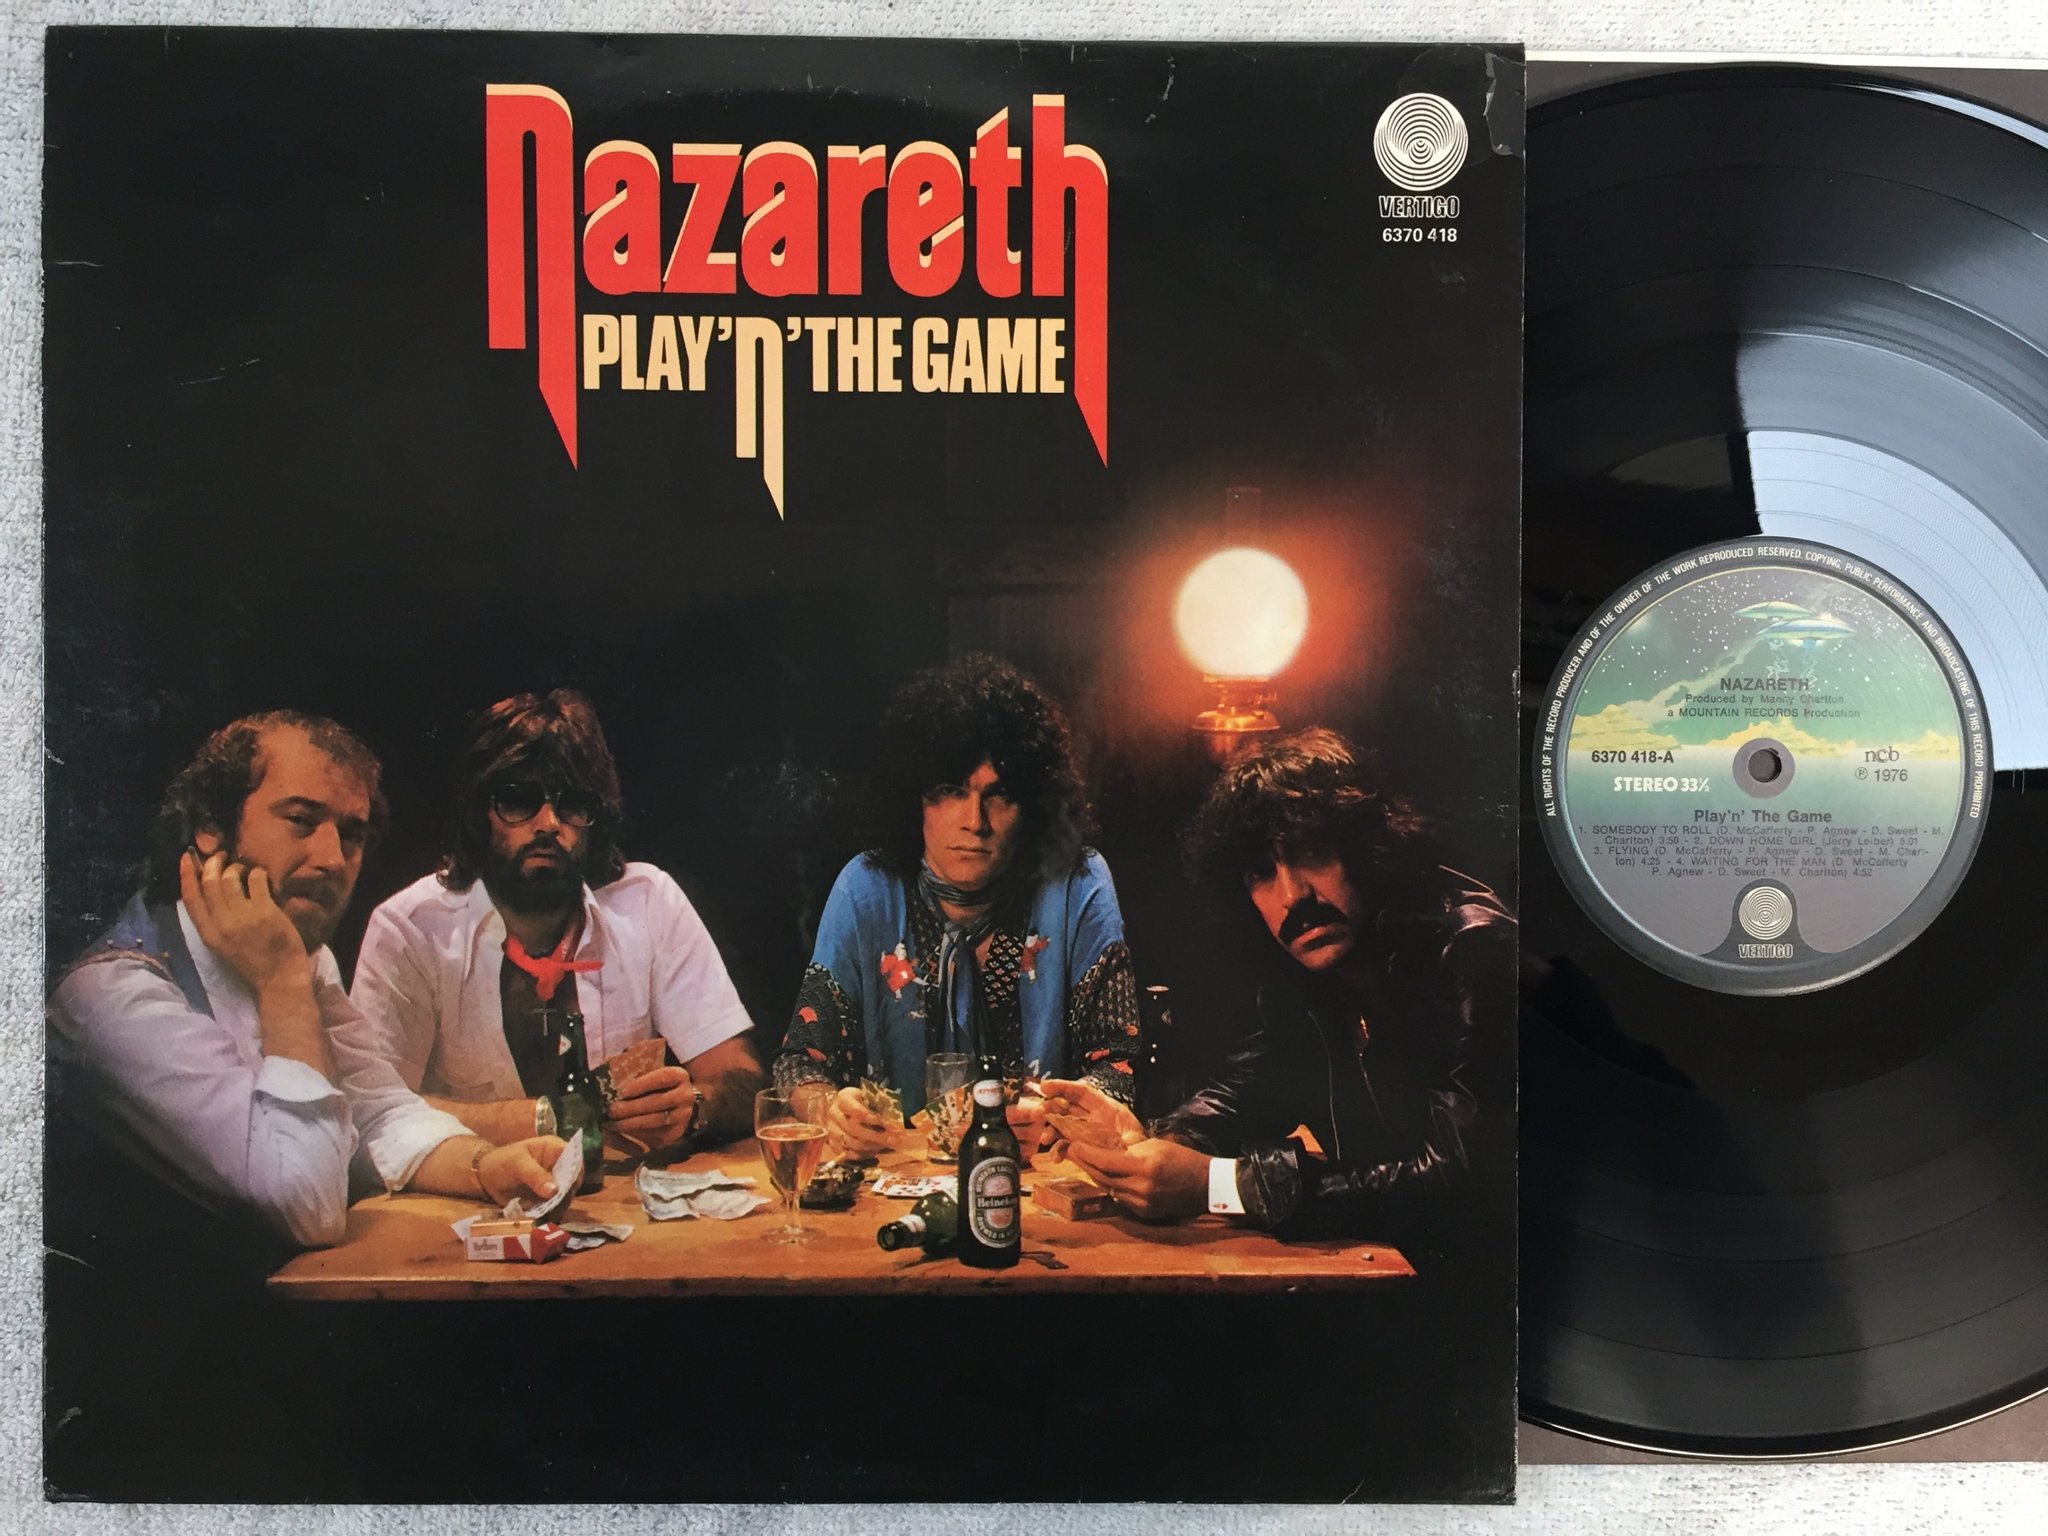 Nazareth
PLAY'N'THE GAME
VERTIGO
6370 418
Marlboro
Heineken
ALL RIGHTS OF THE RECORD PRODUCER AND OF THE OWNER OF THE WORK REPRODUCED RESERVED. COPYING, PUBLIC PERFORMANCE AND BROADCASTING OF THIS RECORD PROHIBITED
NAZARETH
Produced by Manny Charlton
a MOUNTAIN RECORDS Production
6370 418-A
ncb
STEREO 33⅓
℗ 1976
Play'n' The Game
1. SOMEBODY TO ROLL (D. McCafferty - P. Agnew - D. Sweet - M.
Charlton) 3:50 - 2. DOWN HOME GIRL (Jerry Leiber) 5:01
3. FLYING (D. McCafferty - P. Agnew - D. Sweet - M. Charl-
ton) 4:25 - 4. WAITING FOR THE MAN (D. McCafferty
P. Agnew - D. Sweet - M. Charlton) 4:52
VERTIGO